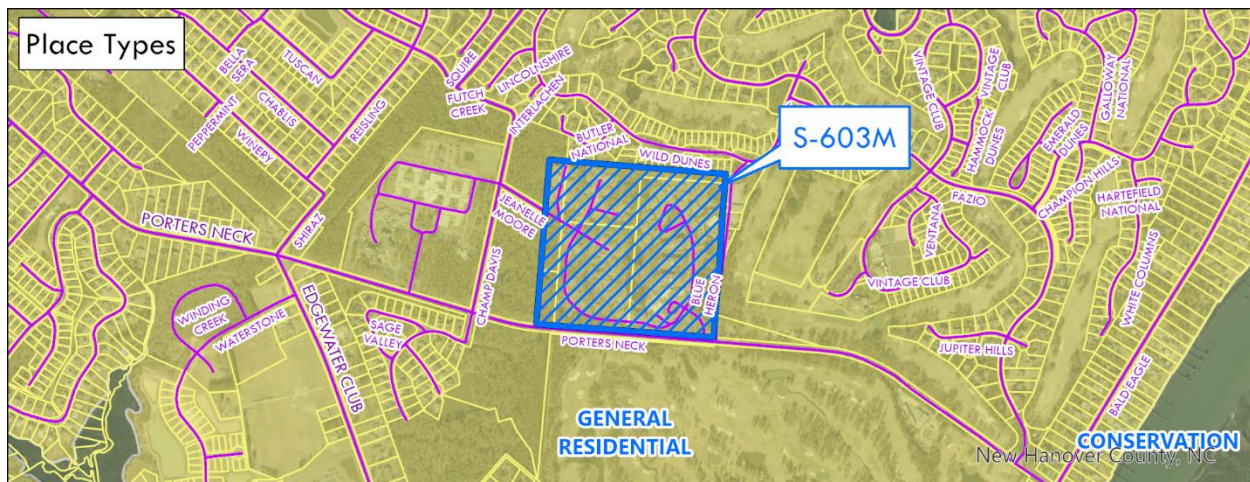 Place Types
S-603M
BELLA
SERA
TUSCAN
PEPPERMINT
CHABLIS
WINERY
REISLING
SQUIRE
FUTCH
CREEK
LINCOLNSHIRE
INTERLACHEN
BUTLER
NATIONAL
WILD DUNES
VINTAGE CLUB
VINTAGE
CLUB
HAMMOCK
DUNES
EMERALD
DUNES
GALLOWAY
NATIONAL
CHAMPION HILLS
HARTEFIELD
NATIONAL
FAZIO
VENTANA
VINTAGE CLUB
WHITE COLUMNS
JUPITER HILLS
BALD EAGLE
PORTERS NECK
SHIRAZ
JEANELLE
MOORE
CHAMP DAVIS
BLUE
HERON
WINDING
CREEK
WATERSTONE
EDGEWATER CLUB
SAGE
VALLEY
PORTERS NECK
GENERAL
RESIDENTIAL
CONSERVATION
New Hanover County, NC